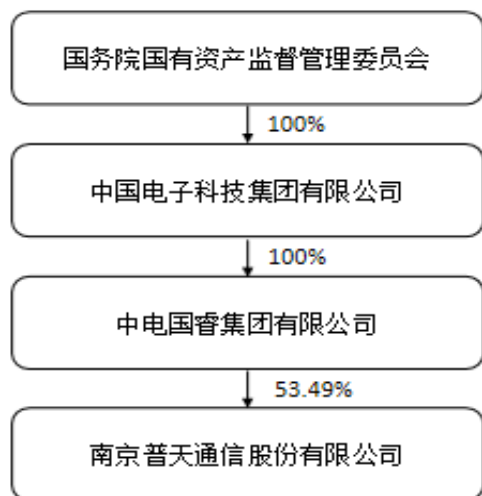 国务院国有资产监督管理委员会
100%
中国电子科技集团有限公司
100%
中电国睿集团有限公司
53.49%
南京普天通信股份有限公司